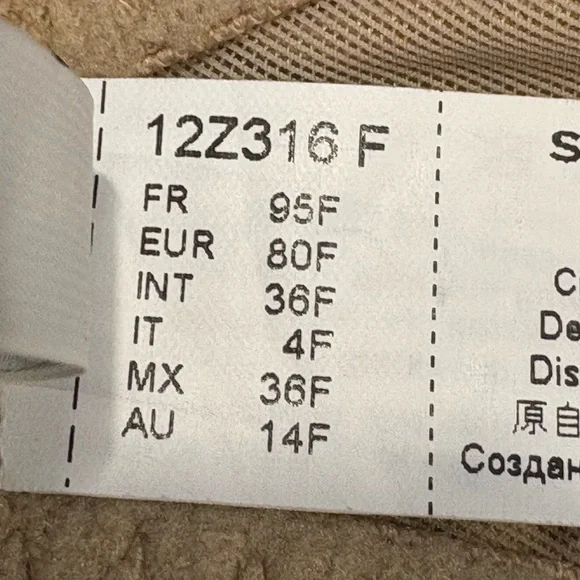 12Z316 F
FR 95F
EUR 80F
INT 36F
IT 4F
MX 36F
AU 14F
S
C
De
Dis
原自
Создан